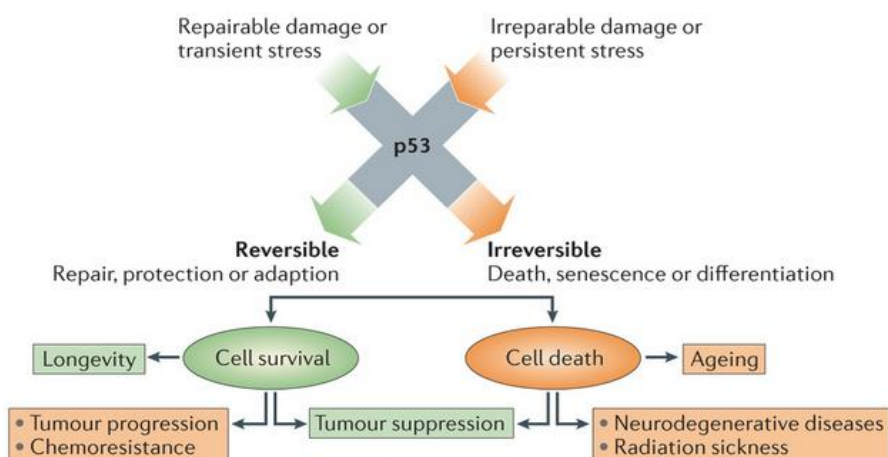 Repairable damage or
transient stress
Irreparable damage or
persistent stress
p53
Reversible
Repair, protection or adaption
Irreversible
Death, senescence or differentiation
Longevity
Cell survival
Cell death
Ageing
• Tumour progression
• Chemoresistance
Tumour suppression
• Neurodegenerative diseases
• Radiation sickness